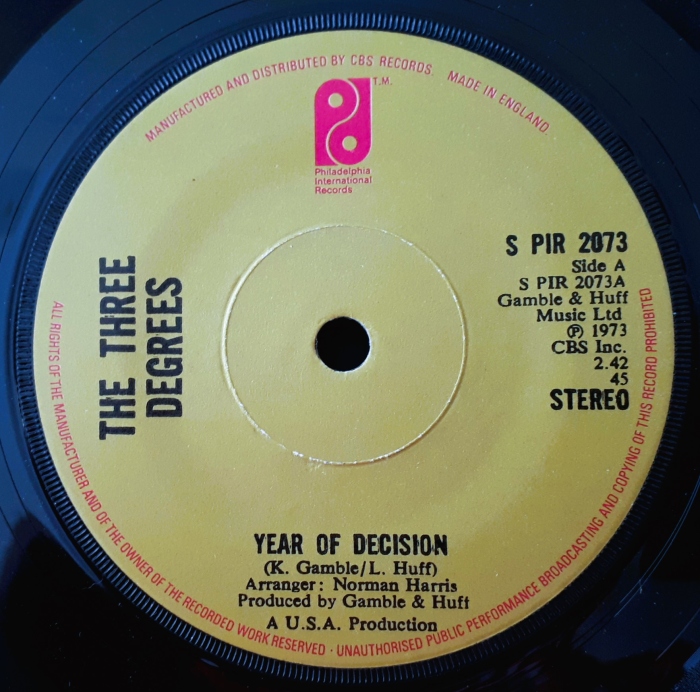 MANUFACTURED AND DISTRIBUTED BY CBS RECORDS. MADE IN ENGLAND
T.M.
Philadelphia
International
Records
THE THREE
DEGREES
S PIR 2073
Side A
S PIR 2073A
Gamble & Huff
Music Ltd
Ⓟ 1973
CBS Inc.
2.42
45
STEREO
YEAR OF DECISION
(K. Gamble/L. Huff)
Arranger: Norman Harris
Produced by Gamble & Huff
A U.S.A. Production
ALL RIGHTS OF THE MANUFACTURER AND OF THE OWNER OF THE RECORDED WORK RESERVED · UNAUTHORISED PUBLIC PERFORMANCE BROADCASTING AND COPYING OF THIS RECORD PROHIBITED